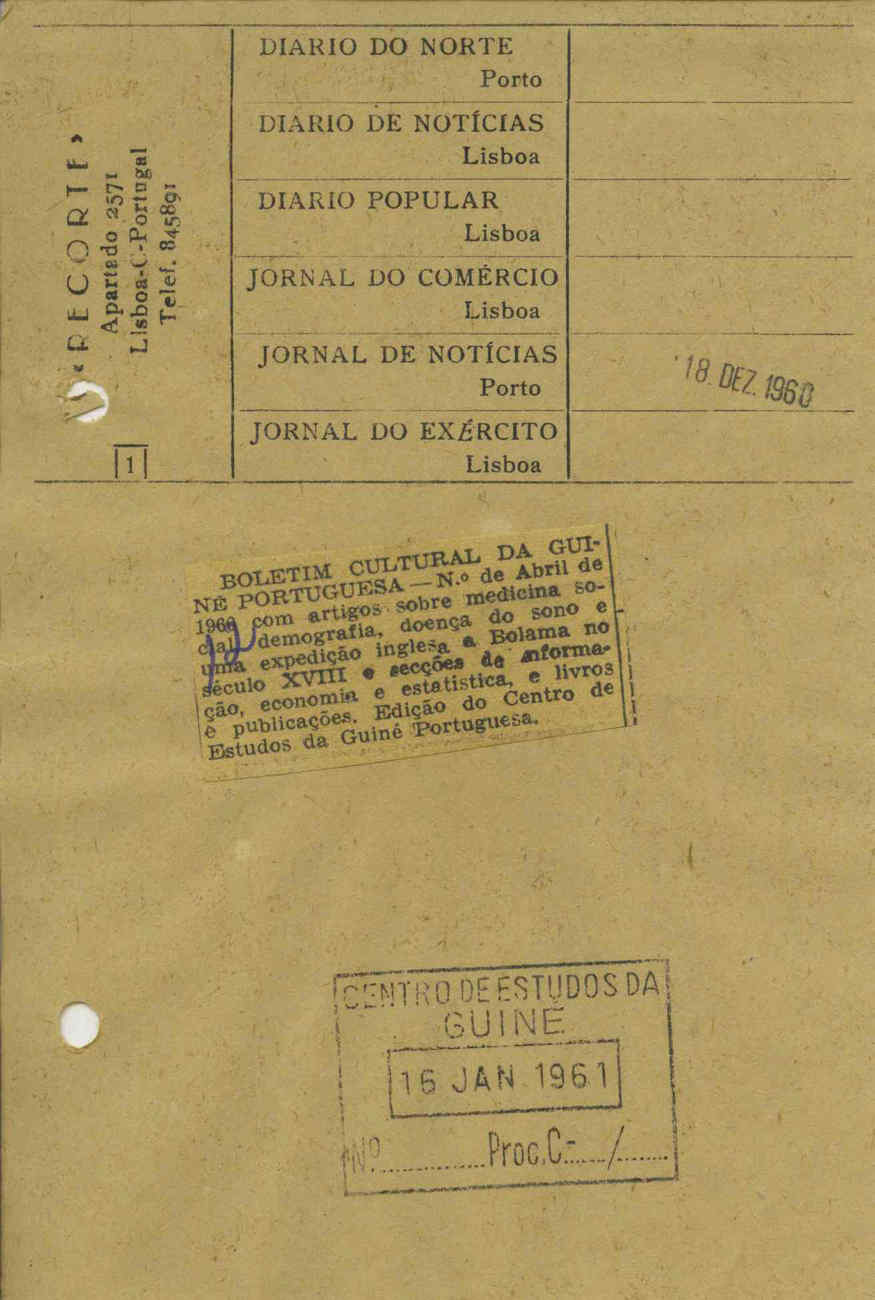 « RECORTE »
Apartado 2571
Lisboa-C-Portugal
Telef. 845891
1
DIARIO DO NORTE
Porto
DIARIO DE NOTÍCIAS
Lisboa
DIARIO POPULAR
Lisboa
JORNAL DO COMÉRCIO
Lisboa
JORNAL DE NOTÍCIAS
Porto
18. DEZ. 1960
JORNAL DO EXÉRCITO
Lisboa
BOLETIM CULTURAL DA GUI-
NÉ PORTUGUESA — N.º de Abril de
1960 com artigos sobre medicina so-
cial, demografia, doença do sono e
uma expedição inglesa a Bolama no
século XVIII e secções de informa-
ção, economia e estatística, e livros
e publicações. Edição do Centro de
Estudos da Guiné Portuguesa.
CENTRO DE ESTUDOS DA
GUINÉ
16 JAN 1961
Nº..............Proc.C-....../........